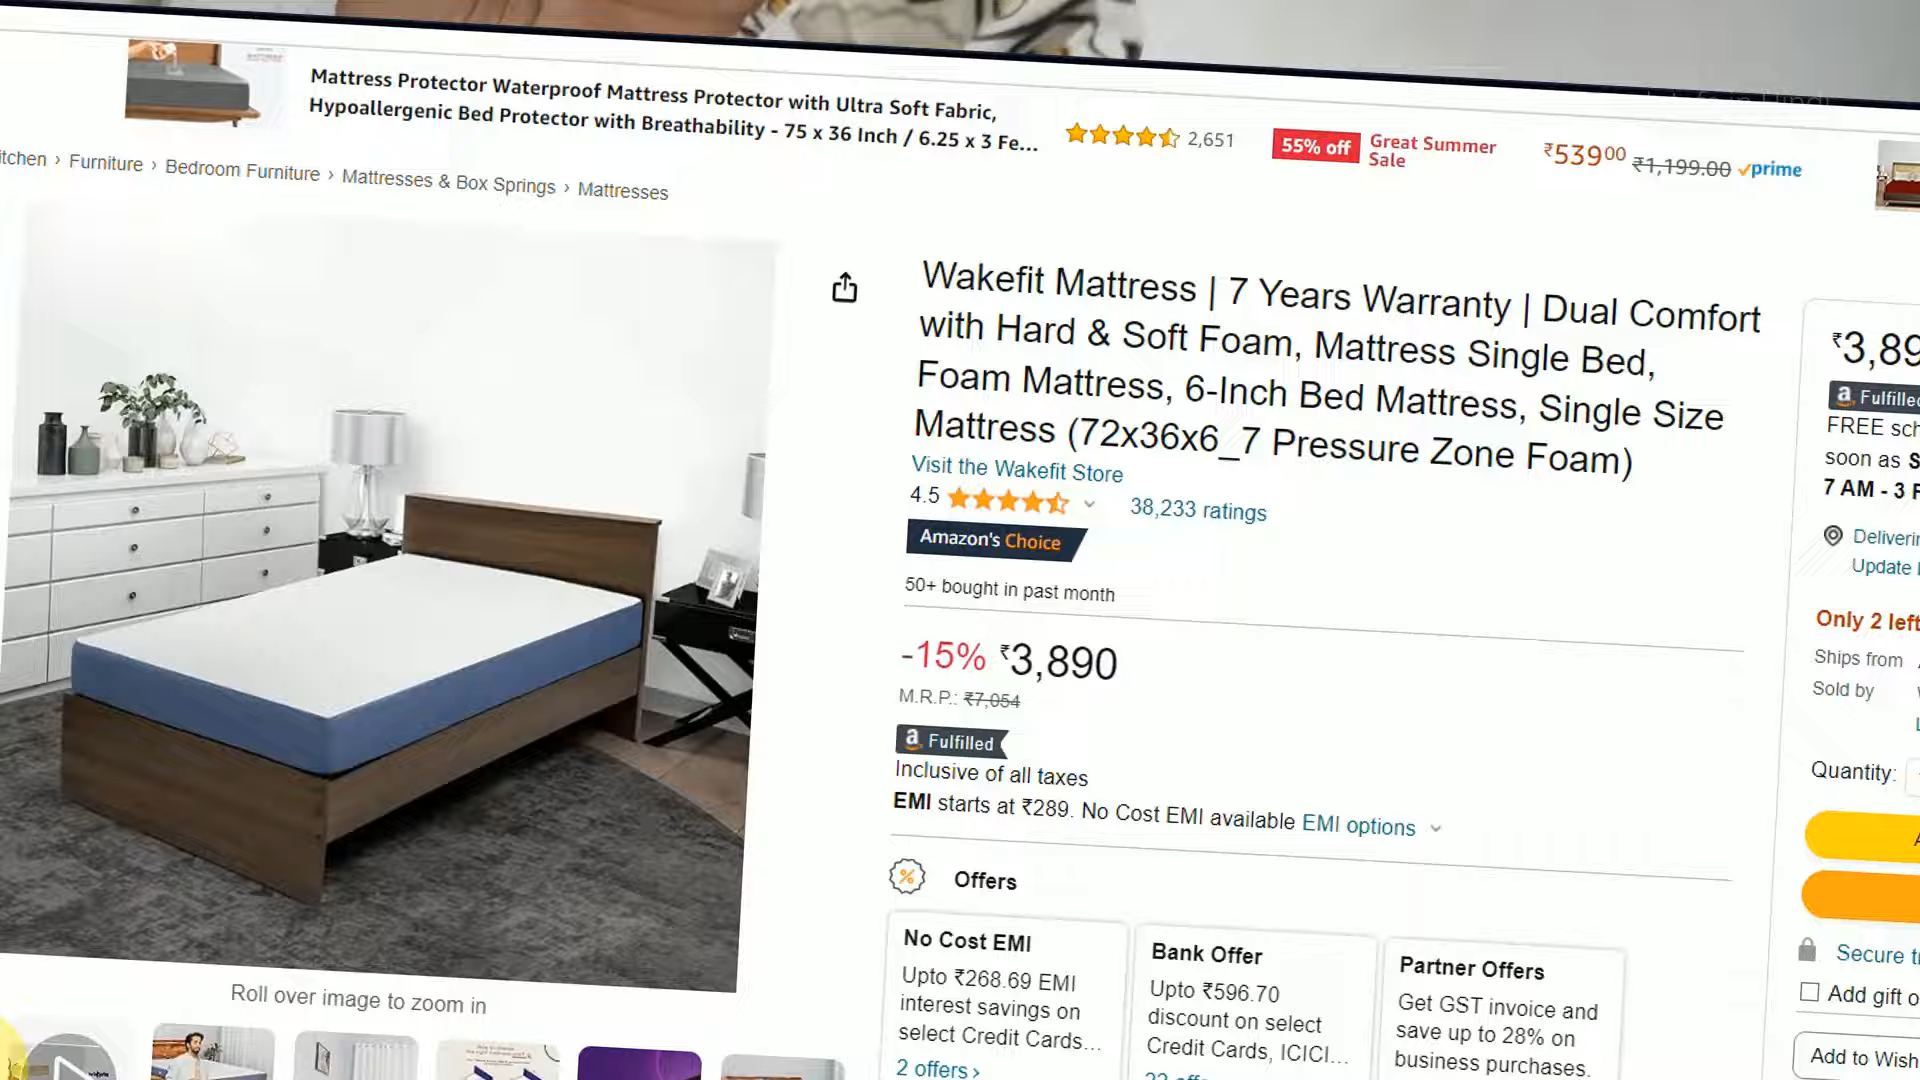 Mattress Protector Waterproof Mattress Protector with Ultra Soft Fabric,
Hypoallergenic Bed Protector with Breathability - 75 x 36 Inch / 6.25 x 3 Fe...
2,651
55% off
Great Summer
Sale
₹539⁰⁰ ₹1,199.00 prime
itchen › Furniture › Bedroom Furniture › Mattresses & Box Springs › Mattresses
Wakefit Mattress | 7 Years Warranty | Dual Comfort
with Hard & Soft Foam, Mattress Single Bed,
Foam Mattress, 6-Inch Bed Mattress, Single Size
Mattress (72x36x6_7 Pressure Zone Foam)
Visit the Wakefit Store
4.5
38,233 ratings
Amazon's Choice
50+ bought in past month
-15% ₹3,890
M.R.P.: ₹7,054
a Fulfilled
Inclusive of all taxes
EMI starts at ₹289. No Cost EMI available EMI options
Offers
No Cost EMI
Upto ₹268.69 EMI
interest savings on
select Credit Cards...
2 offers ›
Bank Offer
Upto ₹596.70
discount on select
Credit Cards, ICICI...
Partner Offers
Get GST invoice and
save up to 28% on
business purchases.
Roll over image to zoom in
₹3,89
a Fulfilled
FREE sch
soon as S
7 AM - 3 P
Deliverin
Update
Only 2 left
Ships from
Sold by
Quantity:
Secure tr
Add gift o
Add to Wish